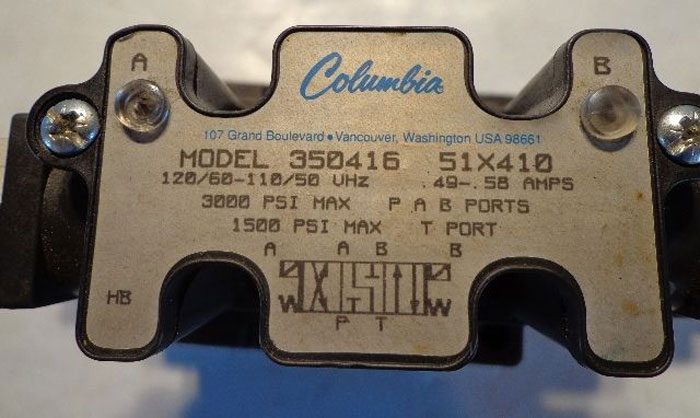 A
B
Columbia
107 Grand Boulevard • Vancouver, Washington USA 98661
MODEL 350416 51X410
120/60-110/50 VHz .49-.58 AMPS
3000 PSI MAX P A B PORTS
1500 PSI MAX T PORT
A A B B
P T
HB